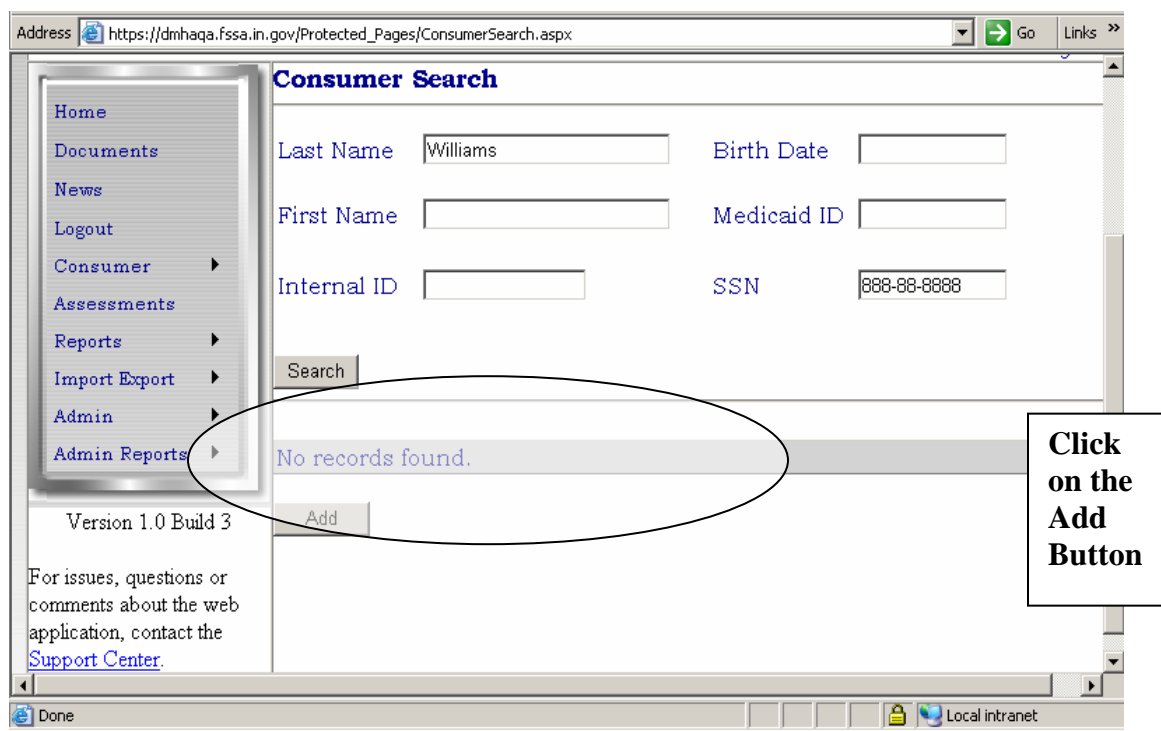 Address https://dmhaqa.fssa.in.gov/Protected_Pages/ConsumerSearch.aspx Go Links »
Consumer Search
Home
Documents
News
Logout
Consumer
Assessments
Reports
Import Export
Admin
Admin Reports
Version 1.0 Build 3
For issues, questions or
comments about the web
application, contact the
Support Center.
Last Name Williams Birth Date
First Name Medicaid ID
Internal ID SSN 888-88-8888
Search
No records found.
Add
Click
on the
Add
Button
Done Local intranet